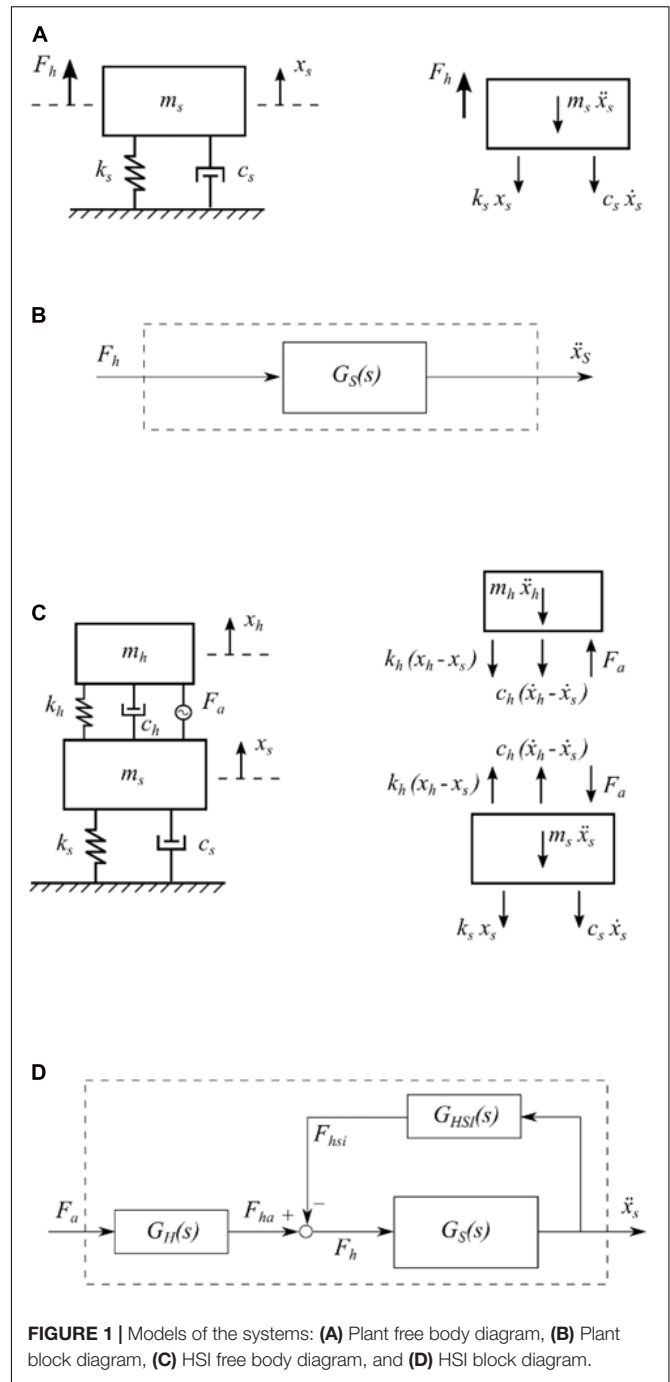 A
F_h
m_s
x_s
k_s
c_s
F_h
m_s ẍ_s
k_s x_s
c_s ẋ_s
B
F_h
G_S(s)
ẍ_S
C
x_h
m_h
k_h
c_h
F_a
m_s
x_s
k_s
c_s
m_h ẍ_h
k_h (x_h - x_s)
c_h (ẋ_h - ẋ_s)
F_a
c_h (ẋ_h - ẋ_s)
k_h (x_h - x_s)
F_a
m_s ẍ_s
k_s x_s
c_s ẋ_s
D
G_HSI(s)
F_hsi
F_a
G_H(s)
F_ha +
−
F_h
G_S(s)
ẍ_s
FIGURE 1 | Models of the systems: (A) Plant free body diagram, (B) Plant
block diagram, (C) HSI free body diagram, and (D) HSI block diagram.